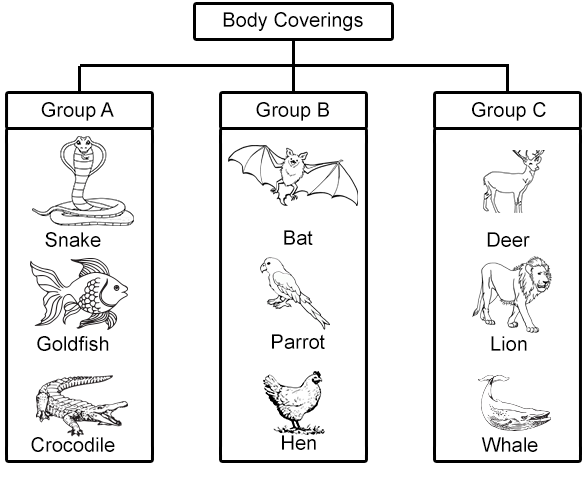 Body Coverings
Group A
Snake
Goldfish
Crocodile
Group B
Bat
Parrot
Hen
Group C
Deer
Lion
Whale